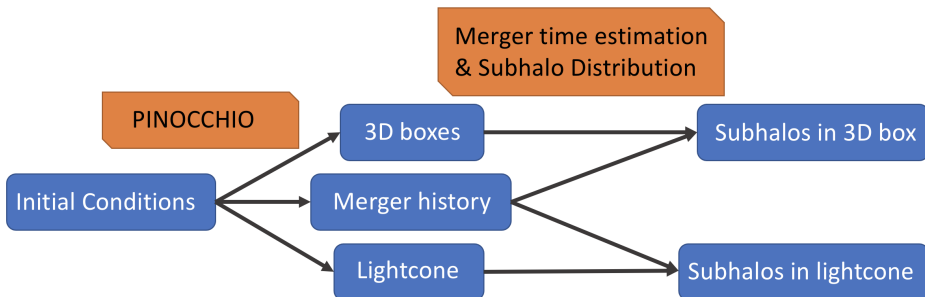 Merger time estimation
& Subhalo Distribution
PINOCCHIO
3D boxes
Subhalos in 3D box
Initial Conditions
Merger history
Lightcone
Subhalos in lightcone